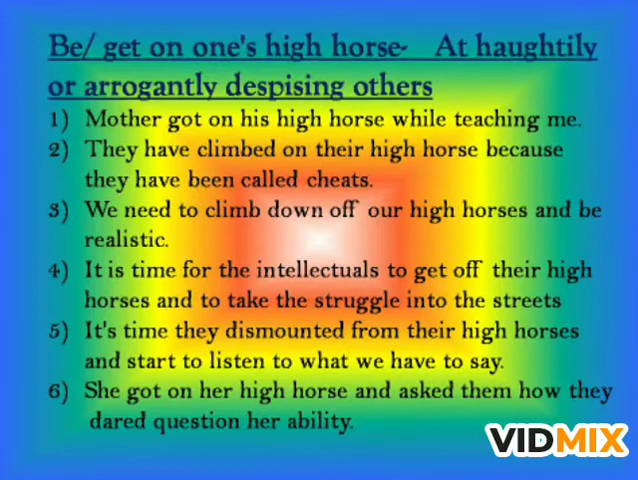 Be/ get on one's high horse- At haughtily
or arrogantly despising others
1) Mother got on his high horse while teaching me.
2) They have climbed on their high horse because
they have been called cheats.
3) We need to climb down off our high horses and be
realistic.
4) It is time for the intellectuals to get off their high
horses and to take the struggle into the streets
5) It's time they dismounted from their high horses
and start to listen to what we have to say.
6) She got on her high horse and asked them how they
dared question her ability.
VIDMIX